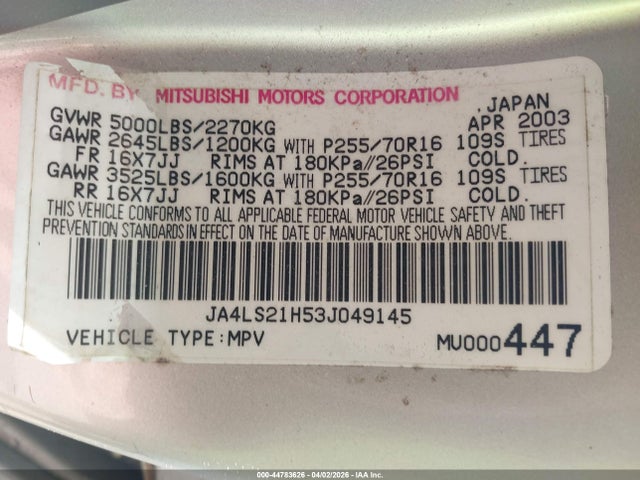 MFD. BY MITSUBISHI MOTORS CORPORATION JAPAN
GVWR 5000LBS/2270KG APR 2003
GAWR 2645LBS/1200KG WITH P255/70R16 109S TIRES
FR 16X7JJ RIMS AT 180KPa//26PSI COLD.
GAWR 3525LBS/1600KG WITH P255/70R16 109S TIRES
RR 16X7JJ RIMS AT 180KPa//26PSI COLD.
THIS VEHICLE CONFORMS TO ALL APPLICABLE FEDERAL MOTOR VEHICLE SAFETY AND THEFT
PREVENTION STANDARDS IN EFFECT ON THE DATE OF MANUFACTURE SHOWN ABOVE.
JA4LS21H53J049145
VEHICLE TYPE:MPV MU000447
000-44783626 - 04/02/2026 - IAA Inc.